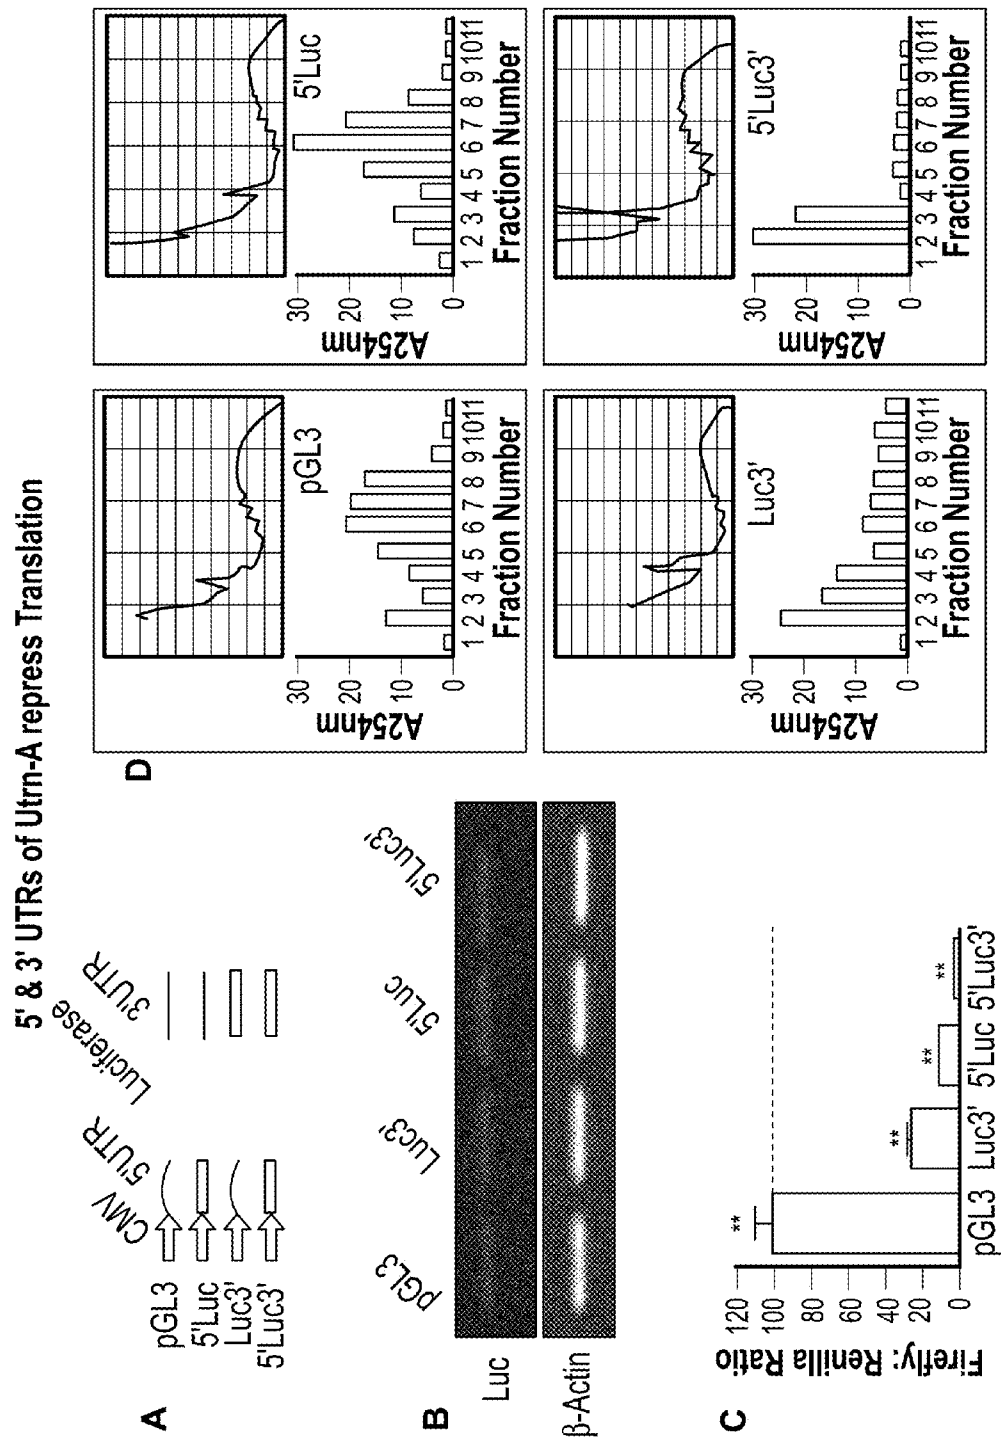 5' & 3' UTRs of Utrn-A repress Translation
A
CMV 5'UTR Luciferase 3'UTR
pGL3
5'Luc
Luc3'
5'Luc3'
B
pGL3 Luc3' 5'Luc 5'Luc3'
Luc
β-Actin
C
Firefly: Renilla Ratio
120
100
80
60
40
20
0
** ** ** **
pGL3 Luc3' 5'Luc 5'Luc3'
D
pGL3
A254nm
30
20
10
0
1 2 3 4 5 6 7 8 9 10 11
Fraction Number
5'Luc
A254nm
30
20
10
0
1 2 3 4 5 6 7 8 9 10 11
Fraction Number
Luc3'
A254nm
30
20
10
0
1 2 3 4 5 6 7 8 9 10 11
Fraction Number
5'Luc3'
A254nm
30
20
10
0
1 2 3 4 5 6 7 8 9 10 11
Fraction Number